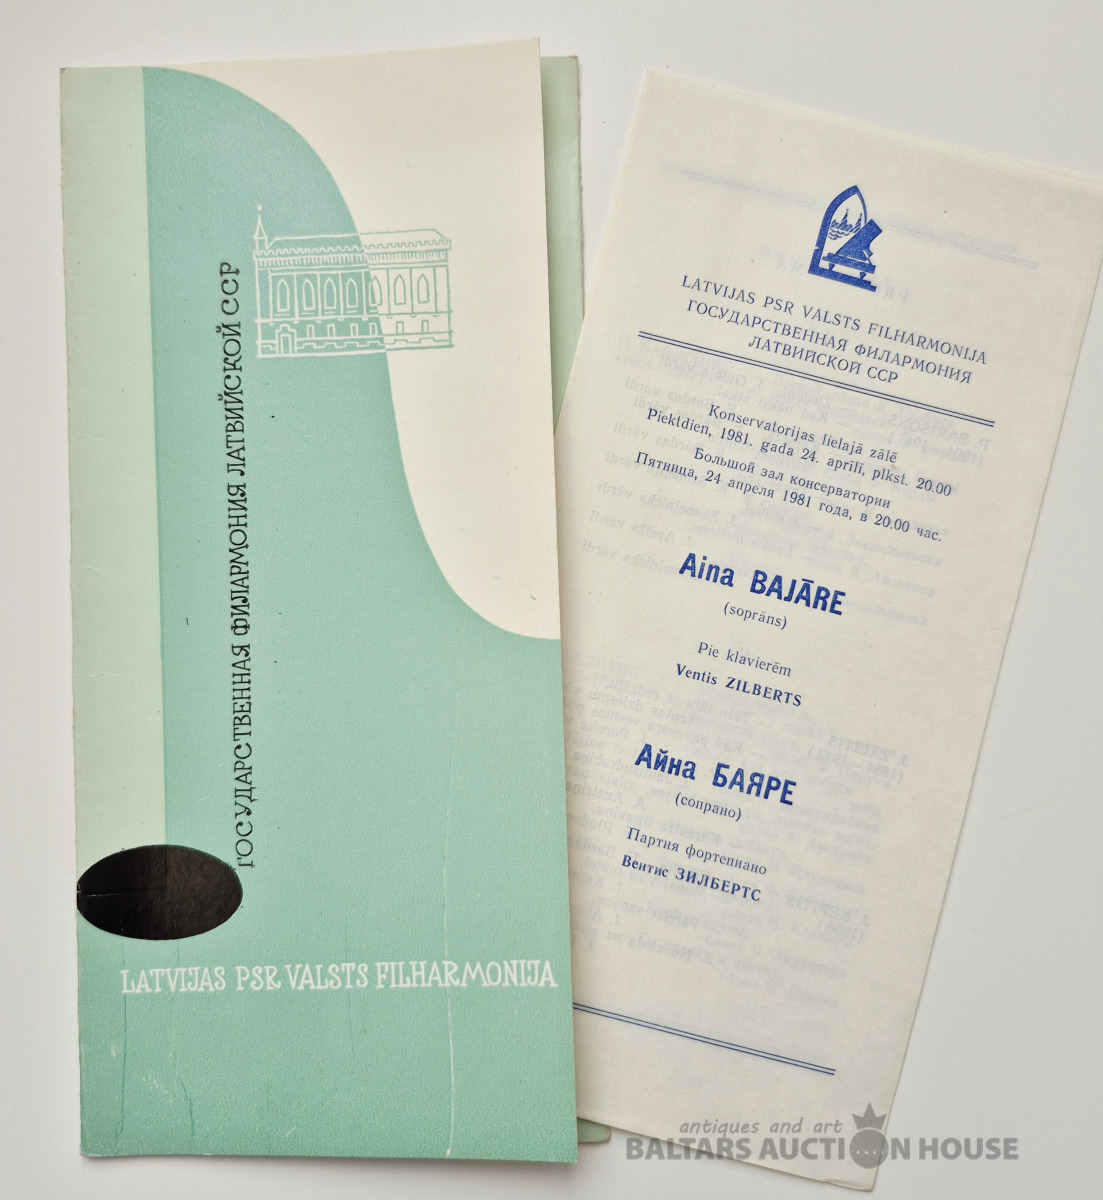 ГОСУДАРСТВЕННАЯ ФИЛАРМОНИЯ ЛАТВИЙСКОЙ ССР
LATVIJAS PSR VALSTS FILHARMONIJA
LATVIJAS PSR VALSTS FILHARMONIJA
ГОСУДАРСТВЕННАЯ ФИЛАРМОНИЯ
ЛАТВИЙСКОЙ ССР
Konservatorijas lielajā zālē
Piektdien, 1981. gada 24. aprīlī, plkst. 20.00
Большой зал консерватории
Пятница, 24 апреля 1981 года, в 20.00 час.
Aina BAJĀRE
(soprāns)
Pie klavierēm
Ventis ZILBERTS
Айна БАЯРЕ
(сопрано)
Партия фортепиано
Вентис ЗИЛБЕРТС
antiques and art
BALTARS AUCTION HOUSE